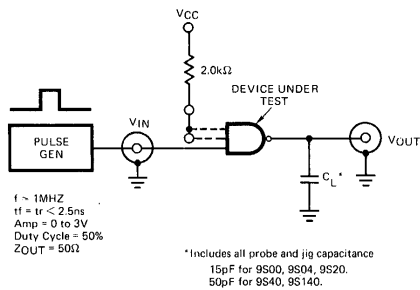 VCC
2.0kΩ
DEVICE UNDER
TEST
VIN
PULSE
GEN
VOUT
CL*
f ~ 1MHZ
tf = tr < 2.5ns
Amp = 0 to 3V
Duty Cycle = 50%
ZOUT = 50Ω
*Includes all probe and jig capacitance
15pF for 9S00, 9S04, 9S20.
50pF for 9S40, 9S140.